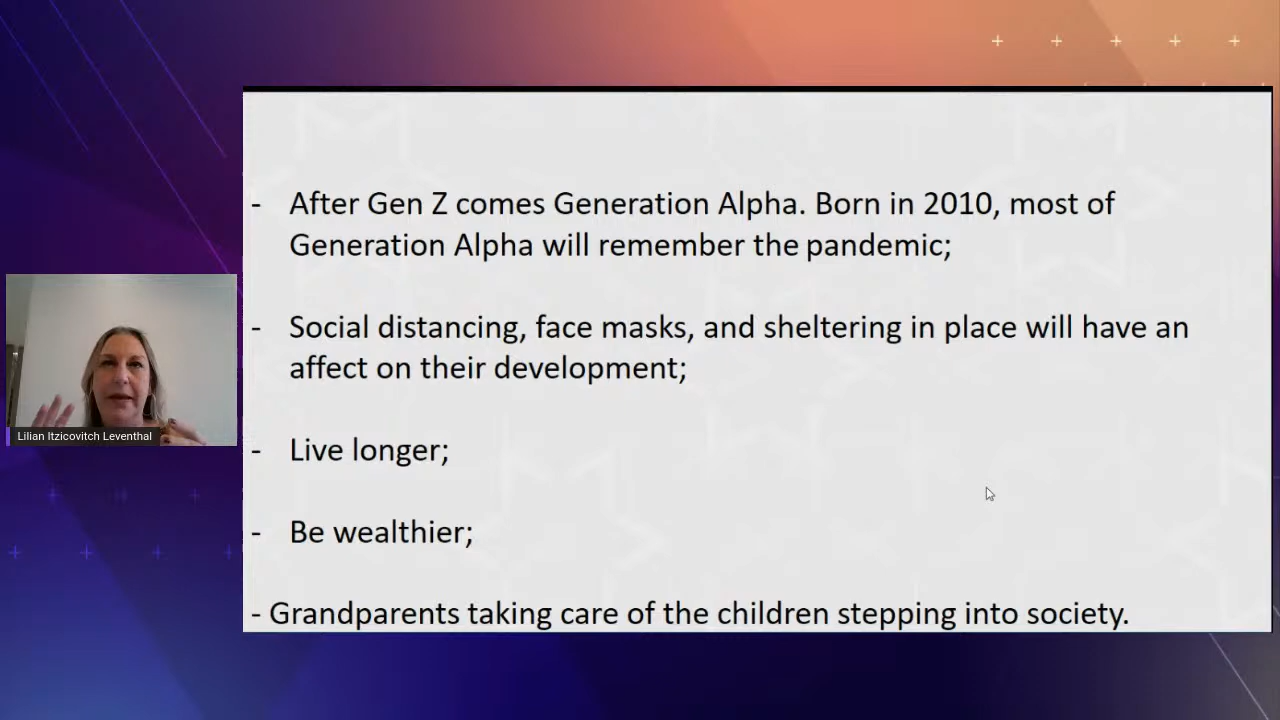 - After Gen Z comes Generation Alpha. Born in 2010, most of
Generation Alpha will remember the pandemic;
- Social distancing, face masks, and sheltering in place will have an
affect on their development;
- Live longer;
- Be wealthier;
- Grandparents taking care of the children stepping into society.
Lilian Itzicovitch Leventhal